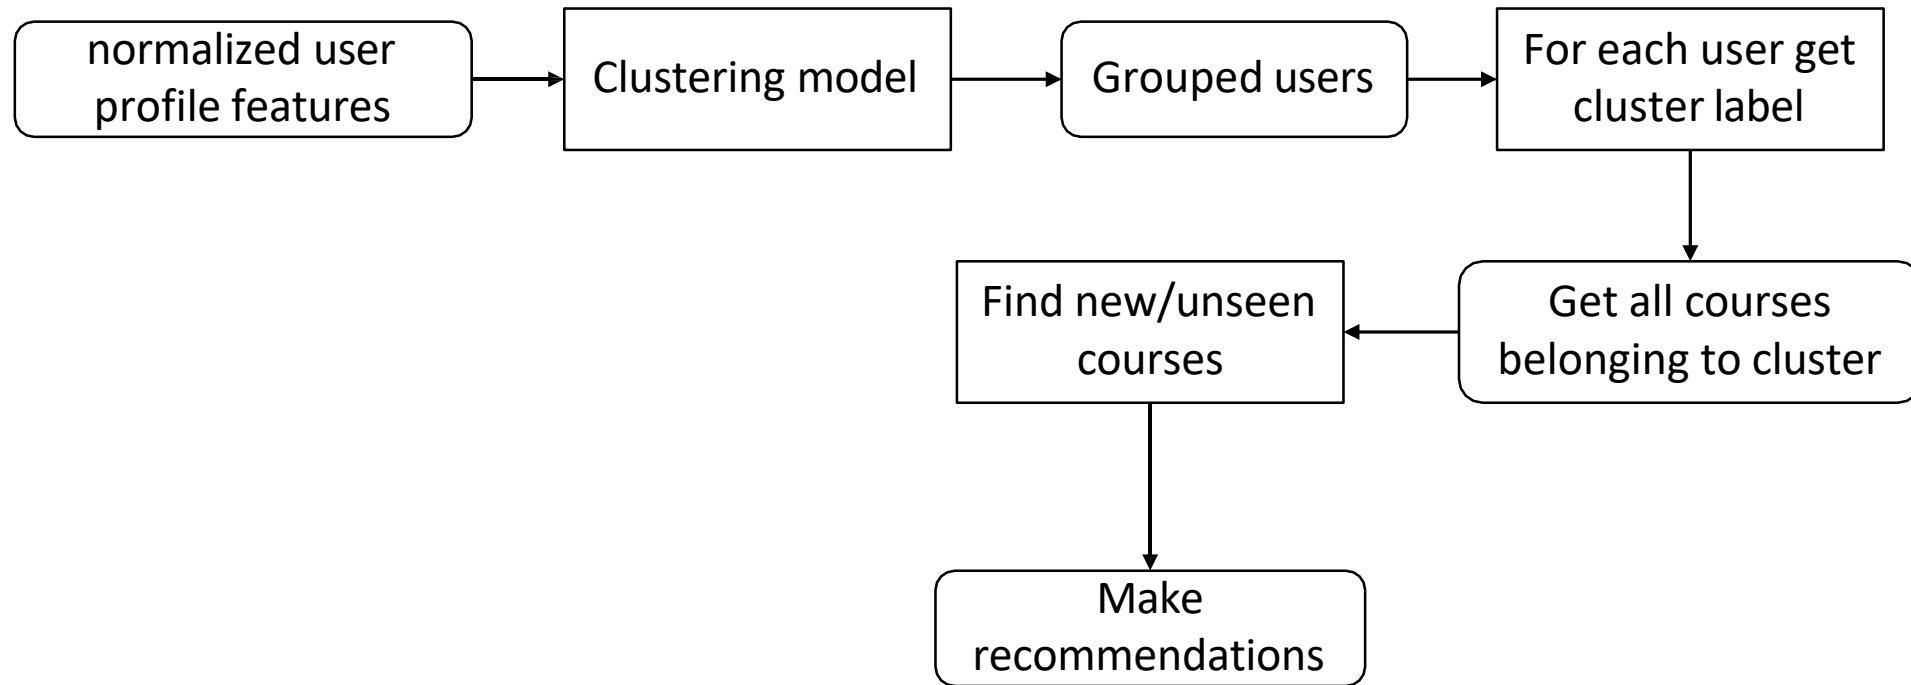 normalized user
profile features
Clustering model
Grouped users
For each user get
cluster label
Get all courses
belonging to cluster
Find new/unseen
courses
Make
recommendations